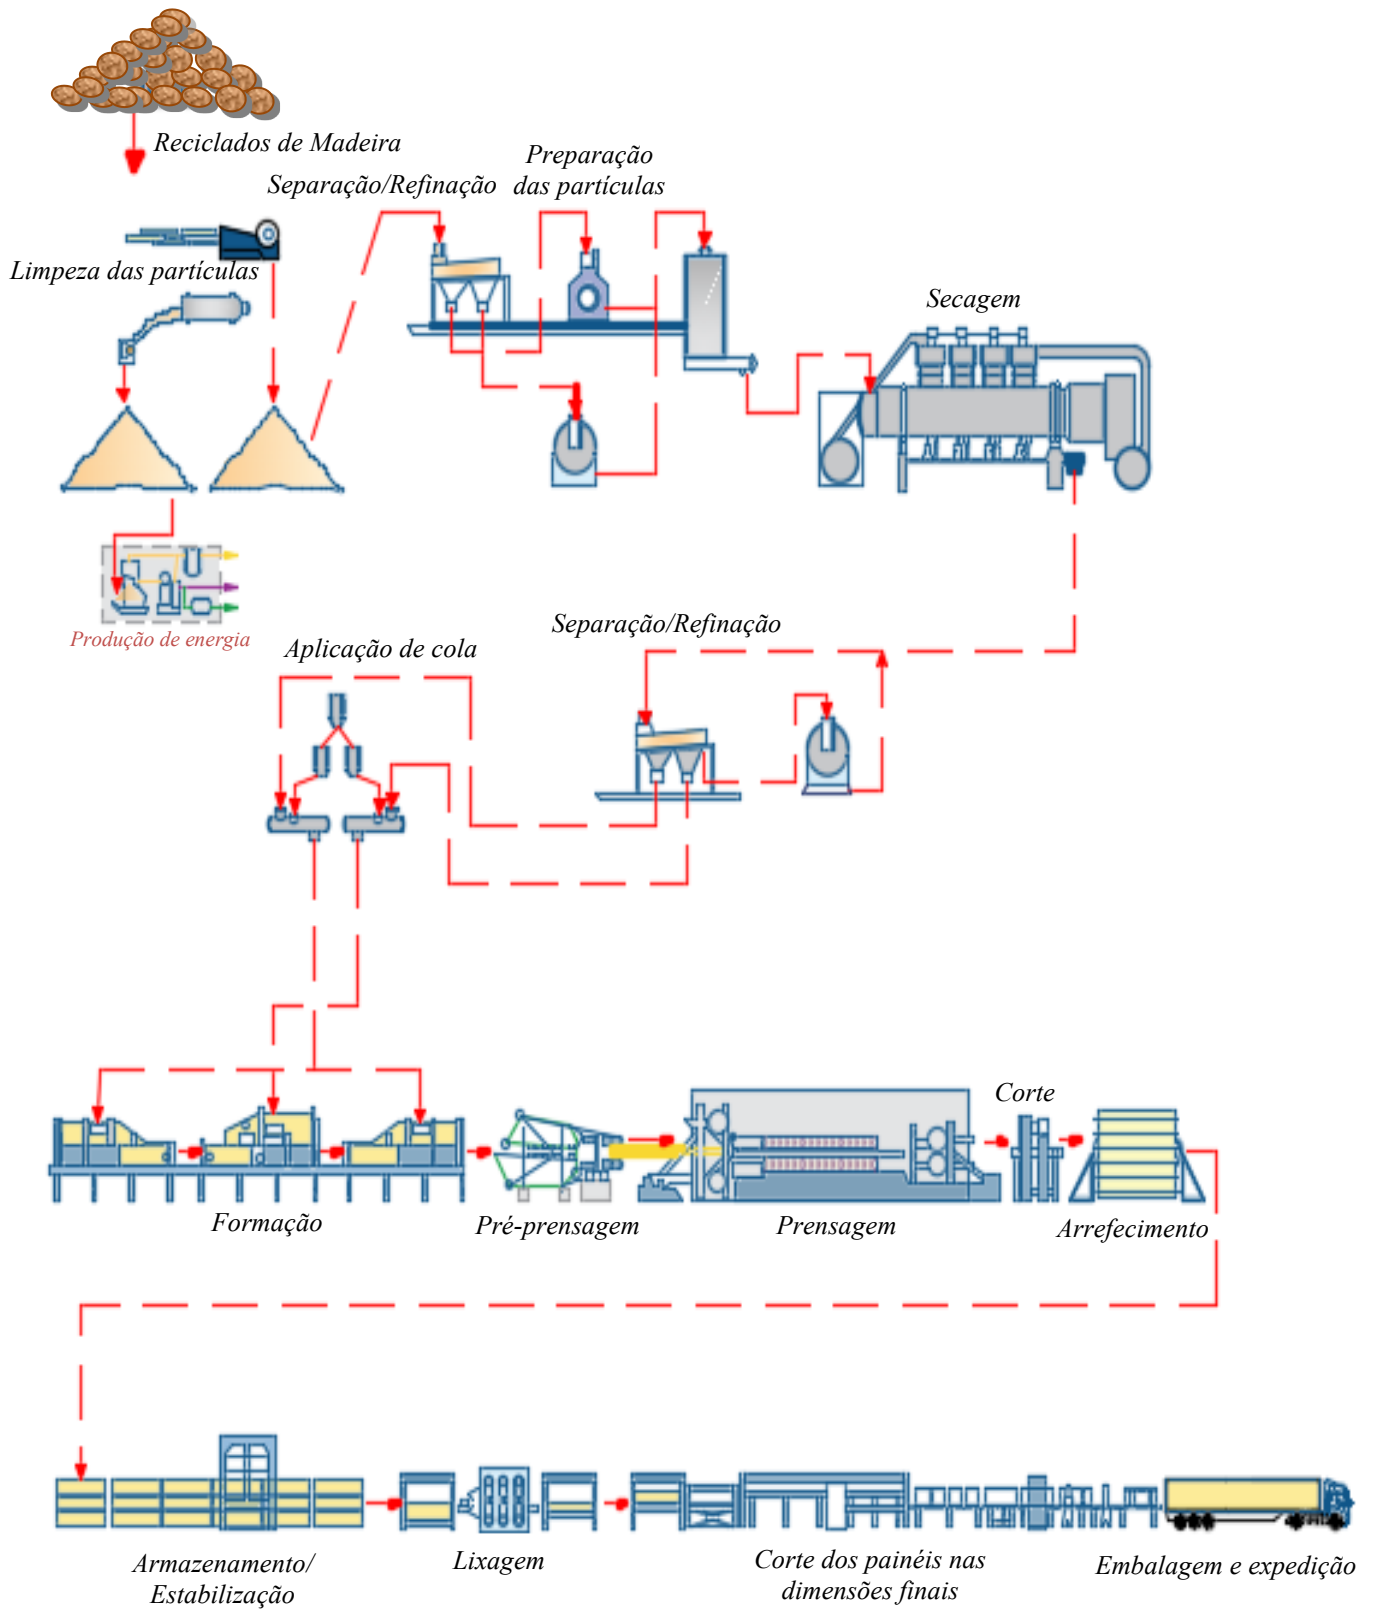 Reciclados de Madeira
Preparação
das partículas
Separação/Refinação
Limpeza das partículas
Secagem
Produção de energia
Separação/Refinação
Aplicação de cola
Corte
Formação
Pré-prensagem
Prensagem
Arrefecimento
Armazenamento/
Estabilização
Lixagem
Corte dos painéis nas
dimensões finais
Embalagem e expedição